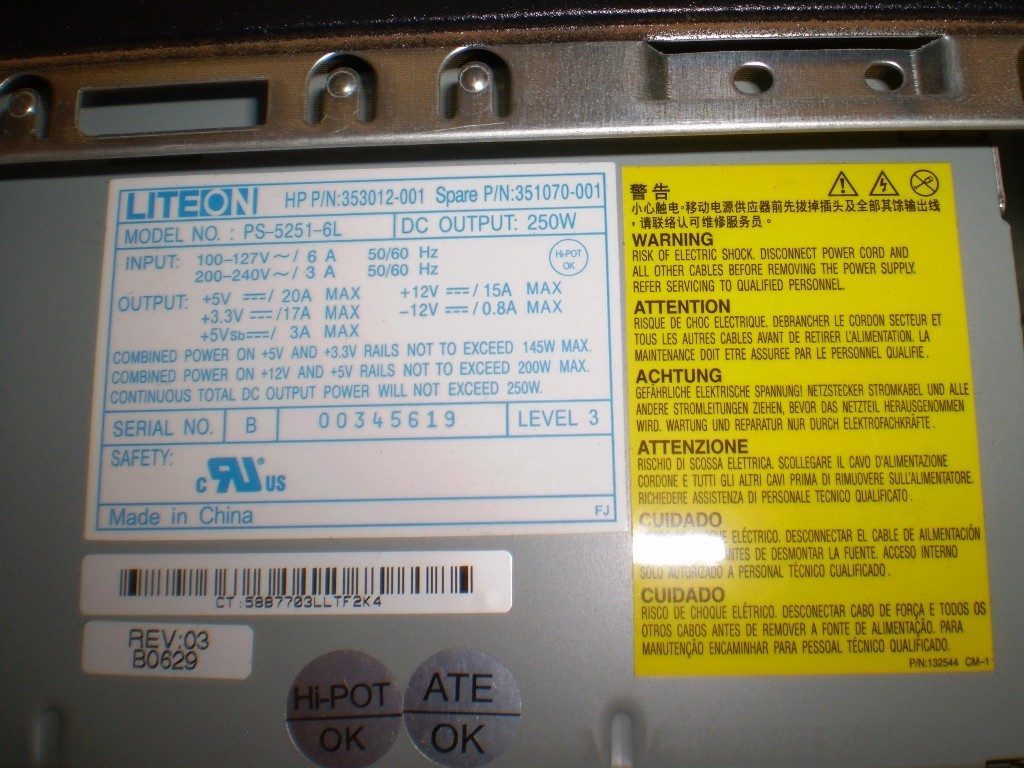 LITEON HP P/N:353012-001 Spare P/N:351070-001
MODEL NO. : PS-5251-6L DC OUTPUT: 250W
INPUT: 100-127V~/ 6 A 50/60 Hz
200-240V~/ 3 A 50/60 Hz
Hi-POT
OK
OUTPUT: +5V ⎓/ 20A MAX +12V ⎓/ 15A MAX
+3.3V ⎓/17A MAX -12V ⎓/ 0.8A MAX
+5VSB⎓/ 3A MAX
COMBINED POWER ON +5V AND +3.3V RAILS NOT TO EXCEED 145W MAX.
COMBINED POWER ON +12V AND +5V RAILS NOT TO EXCEED 200W MAX.
CONTINUOUS TOTAL DC OUTPUT POWER WILL NOT EXCEED 250W.
SERIAL NO. B 00345619 LEVEL 3
SAFETY:
c RU® US
Made in China FJ
CT:5BB7703LLTF2K4
REV:03
B0629
Hi-POT
OK
ATE
OK
警告
小心触电。移动电源供应器前先拔掉插头及全部其馀输出线
，请联络认可维修服务员。
WARNING
RISK OF ELECTRIC SHOCK. DISCONNECT POWER CORD AND
ALL OTHER CABLES BEFORE REMOVING THE POWER SUPPLY.
REFER SERVICING TO QUALIFIED PERSONNEL.
ATTENTION
RISQUE DE CHOC ELECTRIQUE. DEBRANCHER LE CORDON SECTEUR ET
TOUS LES AUTRES CABLES AVANT DE RETIRER L'ALIMENTATION. LA
MAINTENANCE DOIT ETRE ASSUREE PAR LE PERSONNEL QUALIFIE .
ACHTUNG
GEFÄHRLICHE ELEKTRISCHE SPANNUNG! NETZSTECKER STROMKABEL UND ALLE
ANDERE STROMLEITUNGEN ZIEHEN, BEVOR DAS NETZTEIL HERAUSGENOMMEN
WIRD. WARTUNG UND REPARATUR NUR DURCH ELEKTROFACHKRÄFTE .
ATTENZIONE
RISCHIO DI SCOSSA ELETTRICA. SCOLLEGARE IL CAVO D'ALIMENTAZIONE
CORDONE E TUTTI GLI ALTRI CAVI PRIMA DI RIMUOVERE SULL'ALIMENTATORE.
RICHIEDERE ASSISTENZA DI PERSONALE TECNICO QUALIFICATO .
CUIDADO
ELÉCTRICO. DESCONNECTAR EL CABLE DE AILMENTACIÓN
ANTES DE DESMONTAR LA FUENTE. ACCESO INTERNO
SOLO AUTORIZADO A PERSONAL TÉCNICO CUALIFICADO .
CUIDADO
RISCO DE CHOQUE ELÉTRICO. DESCONECTAR CABO DE FORÇA E TODOS OS
OTROS CABOS ANTES DE REMOVER A FONTE DE ALIMENTAÇÃO. PARA
MANUTENÇÃO ENCAMINHAR PARA PESSOAL TÉCNICO QUALIFICADO.
P/N:132544 CM-1